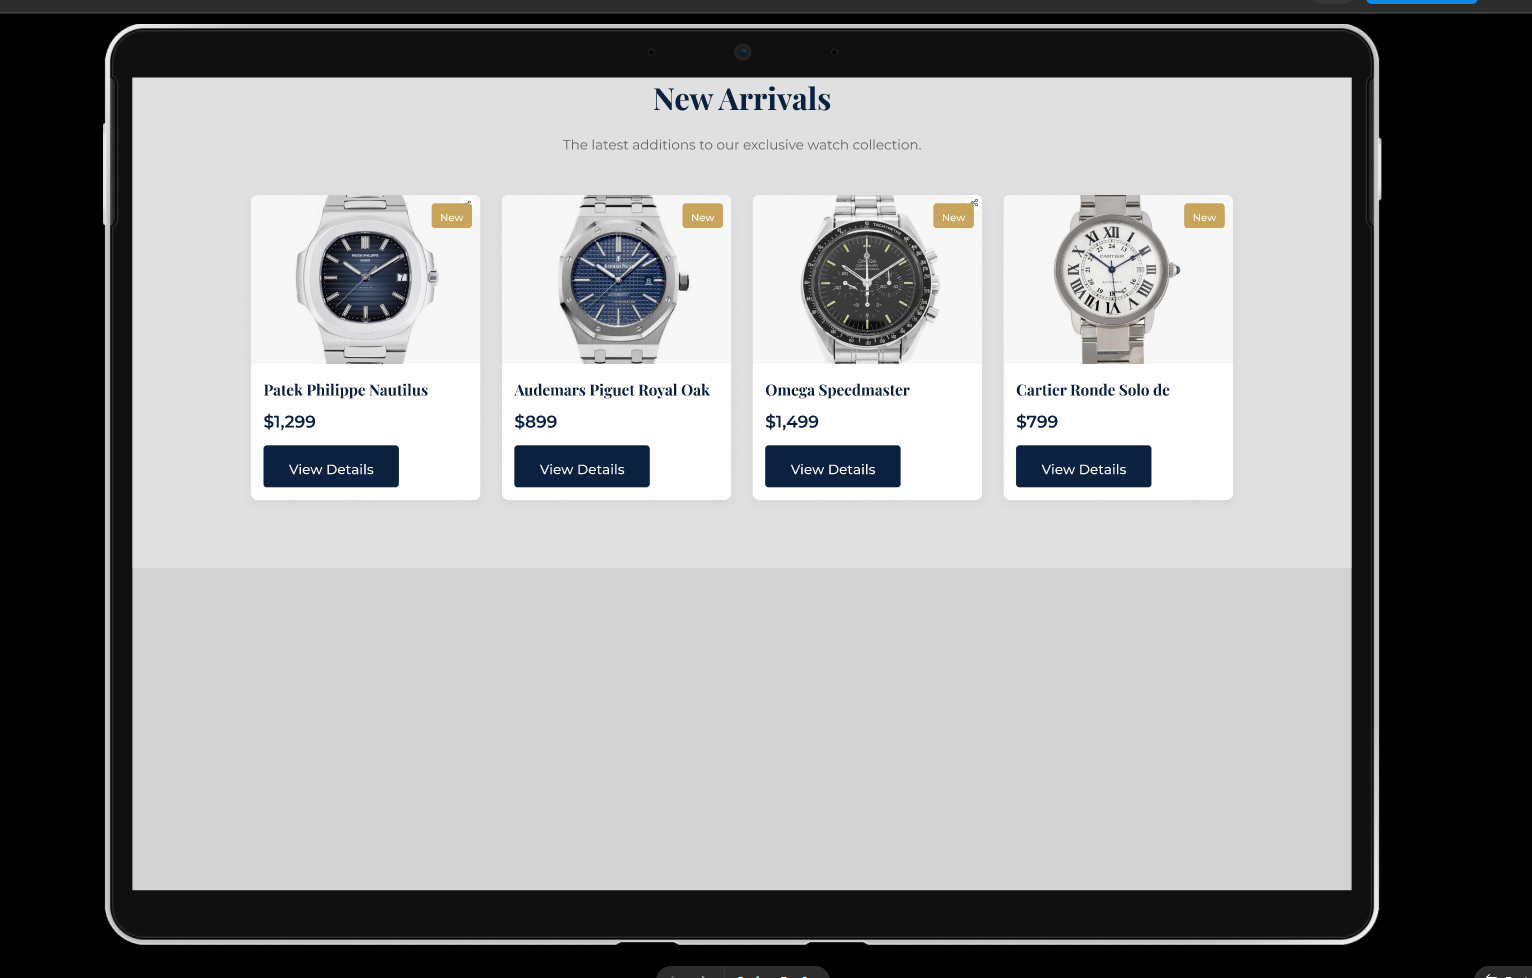 New Arrivals
The latest additions to our exclusive watch collection.
New
New
New
New
Patek Philippe Nautilus
Audemars Piguet Royal Oak
Omega Speedmaster
Cartier Ronde Solo de
$1,299
$899
$1,499
$799
View Details
View Details
View Details
View Details